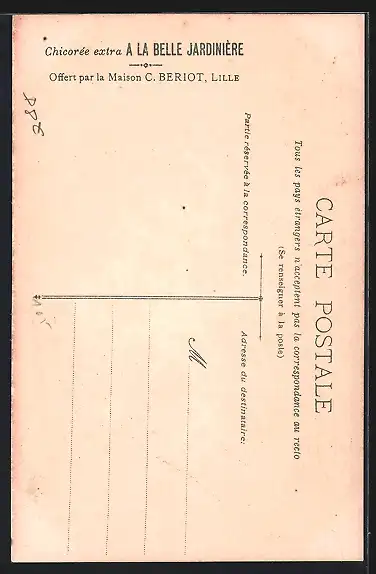 Chicorée extra A LA BELLE JARDINIÈRE
Offert par la Maison C. BERIOT, LILLE
CARTE POSTALE
Tous les pays étrangers n'acceptent pas la correspondance au recto
(Se renseigner à la poste)
Partie réservée à la correspondance.
Adresse du destinataire.
M